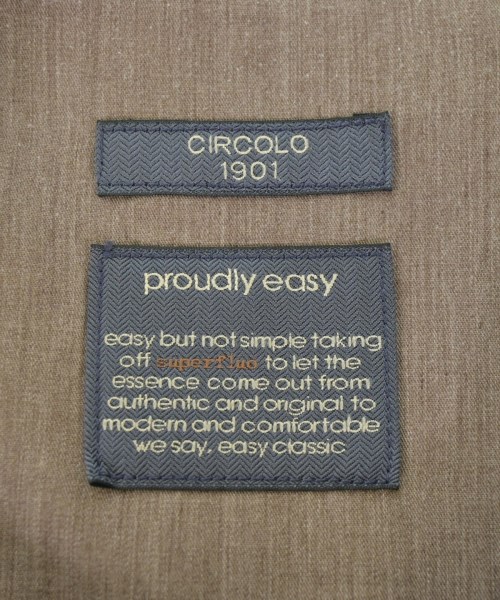 CIRCOLO
1901
proudly easy
easy but not simple taking
off superfluo to let the
essence come out from
authentic and original to
modern and comfortable
we say, easy classic